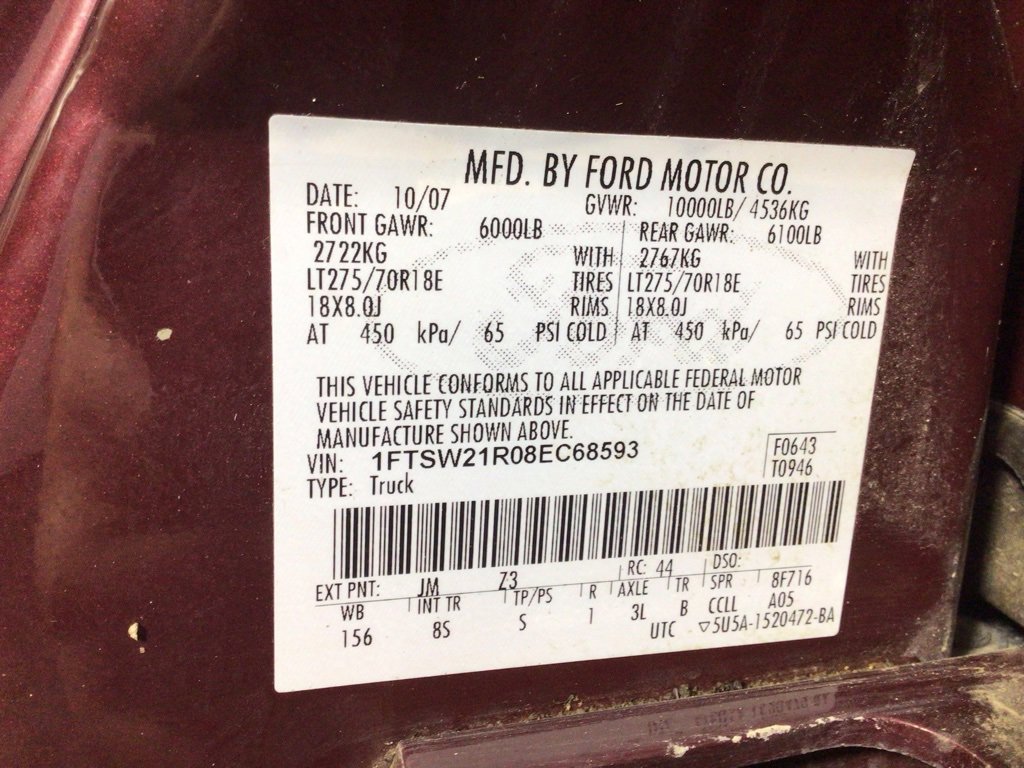 MFD. BY FORD MOTOR CO.
DATE: 10/07 GVWR: 10000LB/ 4536KG
FRONT GAWR: 6000LB REAR GAWR: 6100LB
2722KG WITH 2767KG WITH
LT275/70R18E TIRES LT275/70R18E TIRES
18X8.0J RIMS 18X8.0J RIMS
AT 450 kPa/ 65 PSI COLD AT 450 kPa/ 65 PSI COLD
THIS VEHICLE CONFORMS TO ALL APPLICABLE FEDERAL MOTOR
VEHICLE SAFETY STANDARDS IN EFFECT ON THE DATE OF
MANUFACTURE SHOWN ABOVE.
VIN: 1FTSW21R08EC68593 F0643
TYPE: Truck T0946
EXT PNT: JM Z3 RC: 44 DSO:
WB INT TR TP/PS R AXLE TR SPR 8F716
156 8S S 1 3L B CCLL A05
UTC ▽5U5A-1520472-BA